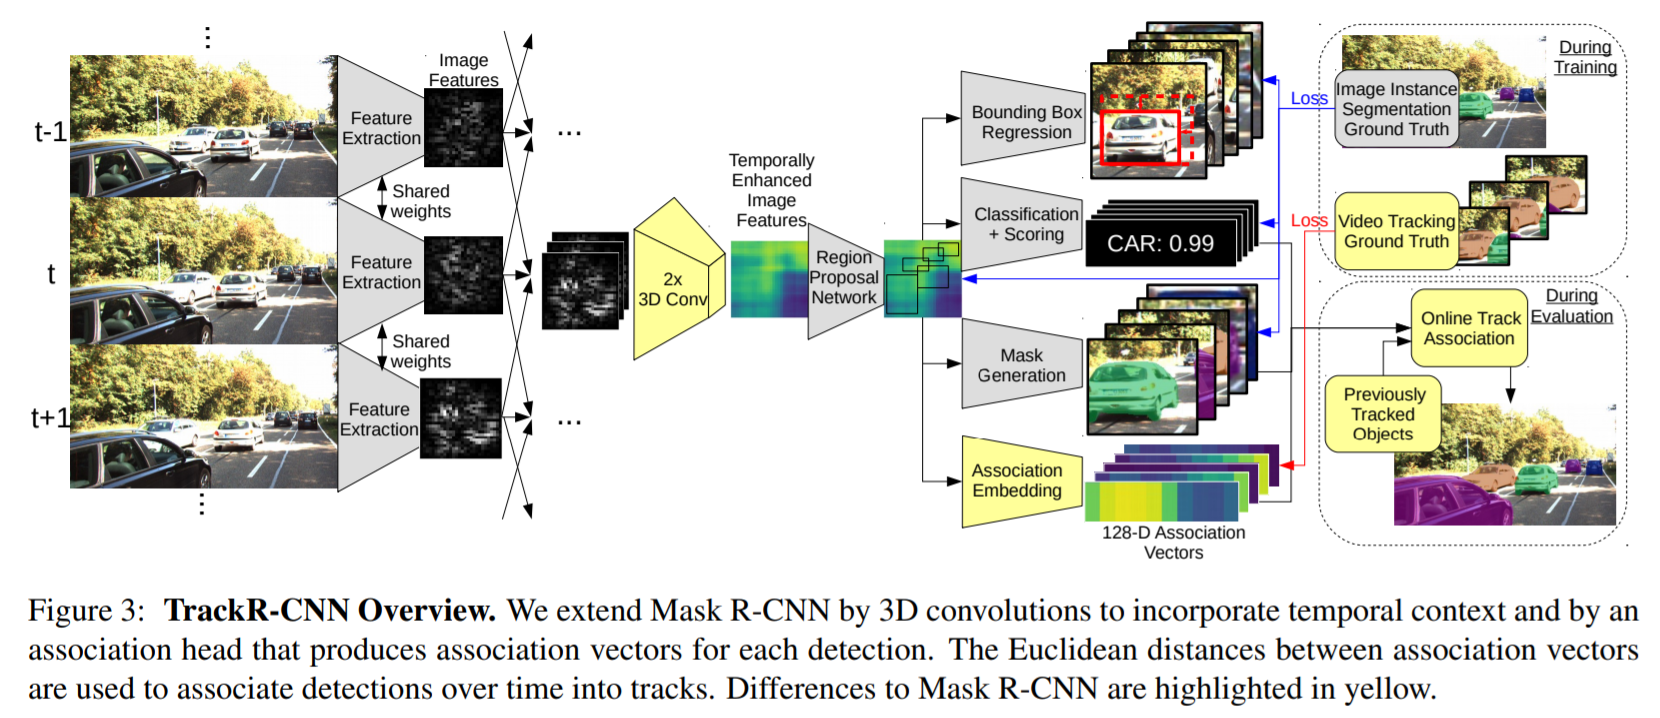 t-1
t
t+1
Feature
Extraction
Image
Features
Shared
weights
Feature
Extraction
Shared
weights
Feature
Extraction
...
...
2x
3D Conv
Temporally
Enhanced
Image
Features
Region
Proposal
Network
Bounding Box
Regression
Classification
+ Scoring
CAR: 0.99
Mask
Generation
Association
Embedding
128-D Association
Vectors
Loss
Loss
During
Training
Image Instance
Segmentation
Ground Truth
Video Tracking
Ground Truth
During
Evaluation
Online Track
Association
Previously
Tracked
Objects
Figure 3: TrackR-CNN Overview. We extend Mask R-CNN by 3D convolutions to incorporate temporal context and by an
association head that produces association vectors for each detection. The Euclidean distances between association vectors
are used to associate detections over time into tracks. Differences to Mask R-CNN are highlighted in yellow.